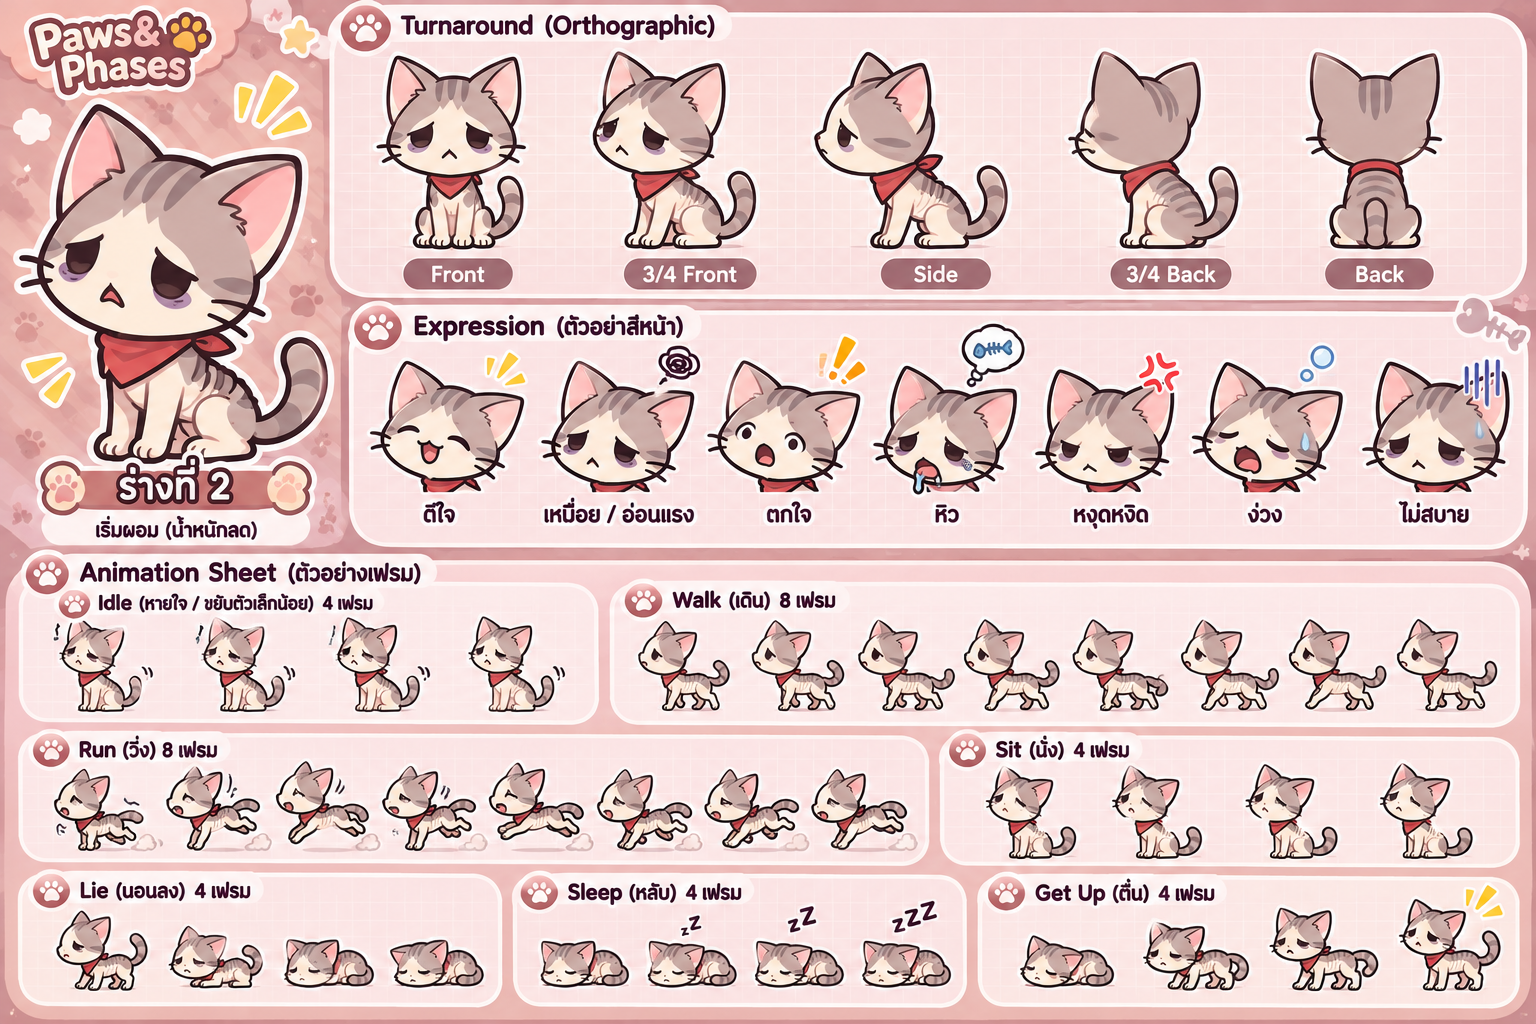 Paws&
Phases
ร่างที่ 2
เริ่มผอม (น้ำหนักลด)
Turnaround (Orthographic)
Front
3/4 Front
Side
3/4 Back
Back
Expression (ตัวอย่าสีหน้า)
ดีใจ
เหนื่อย / อ่อนแรง
ตกใจ
หิว
หงุดหงิด
ง่วง
ไม่สบาย
Animation Sheet (ตัวอย่างเฟรม)
Idle (หายใจ / ขยับตัวเล็กน้อย) 4 เฟรม
Walk (เดิน) 8 เฟรม
Run (วิ่ง) 8 เฟรม
Sit (นั่ง) 4 เฟรม
Lie (นอนลง) 4 เฟรม
Sleep (หลับ) 4 เฟรม
zZ
zZZ
zZZZ
Get Up (ตื่น) 4 เฟรม